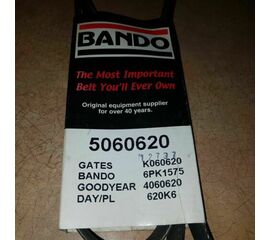 BANDO
The Most Important
Belt You'll Ever Own
Original equipment supplier
for over 40 years.
5060620
12737
GATES K060620
BANDO 6PK1575
GOODYEAR 4060620
DAY/PL 620K6